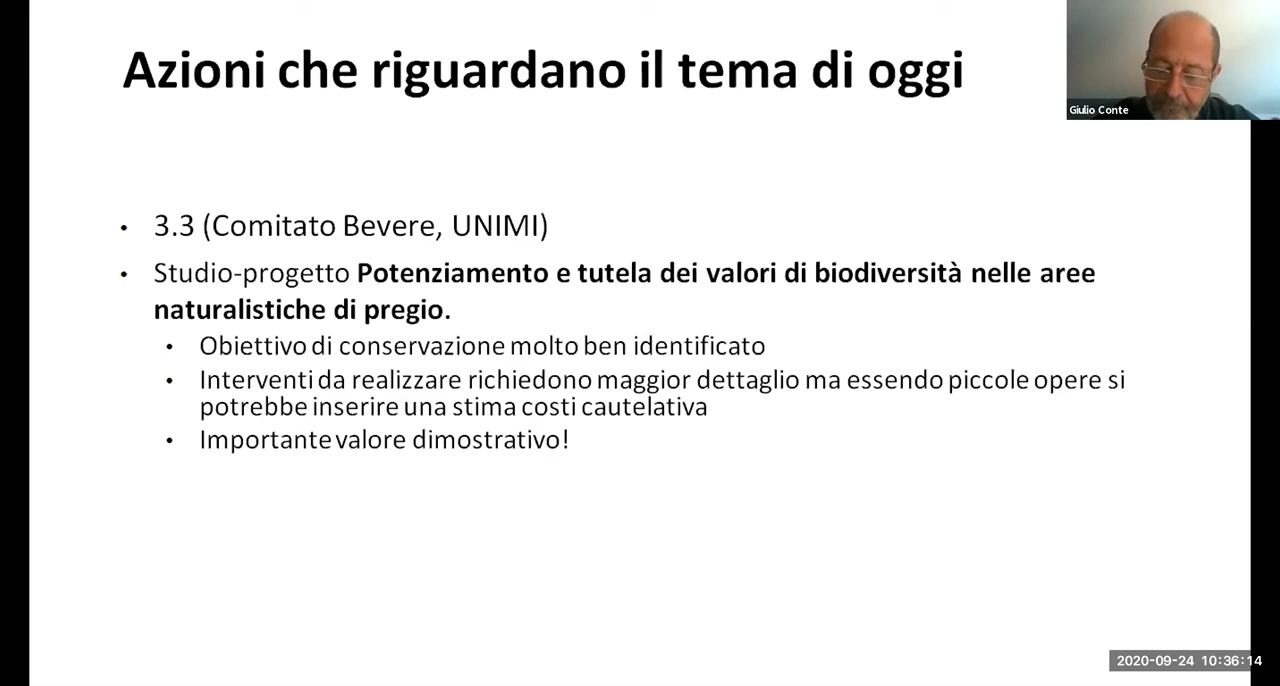 Azioni che riguardano il tema di oggi
Giulio Conte
• 3.3 (Comitato Bevere, UNIMI)
• Studio-progetto Potenziamento e tutela dei valori di biodiversità nelle aree
naturalistiche di pregio.
• Obiettivo di conservazione molto ben identificato
• Interventi da realizzare richiedono maggior dettaglio ma essendo piccole opere si
potrebbe inserire una stima costi cautelativa
• Importante valore dimostrativo!
2020-09-24 10:36:14